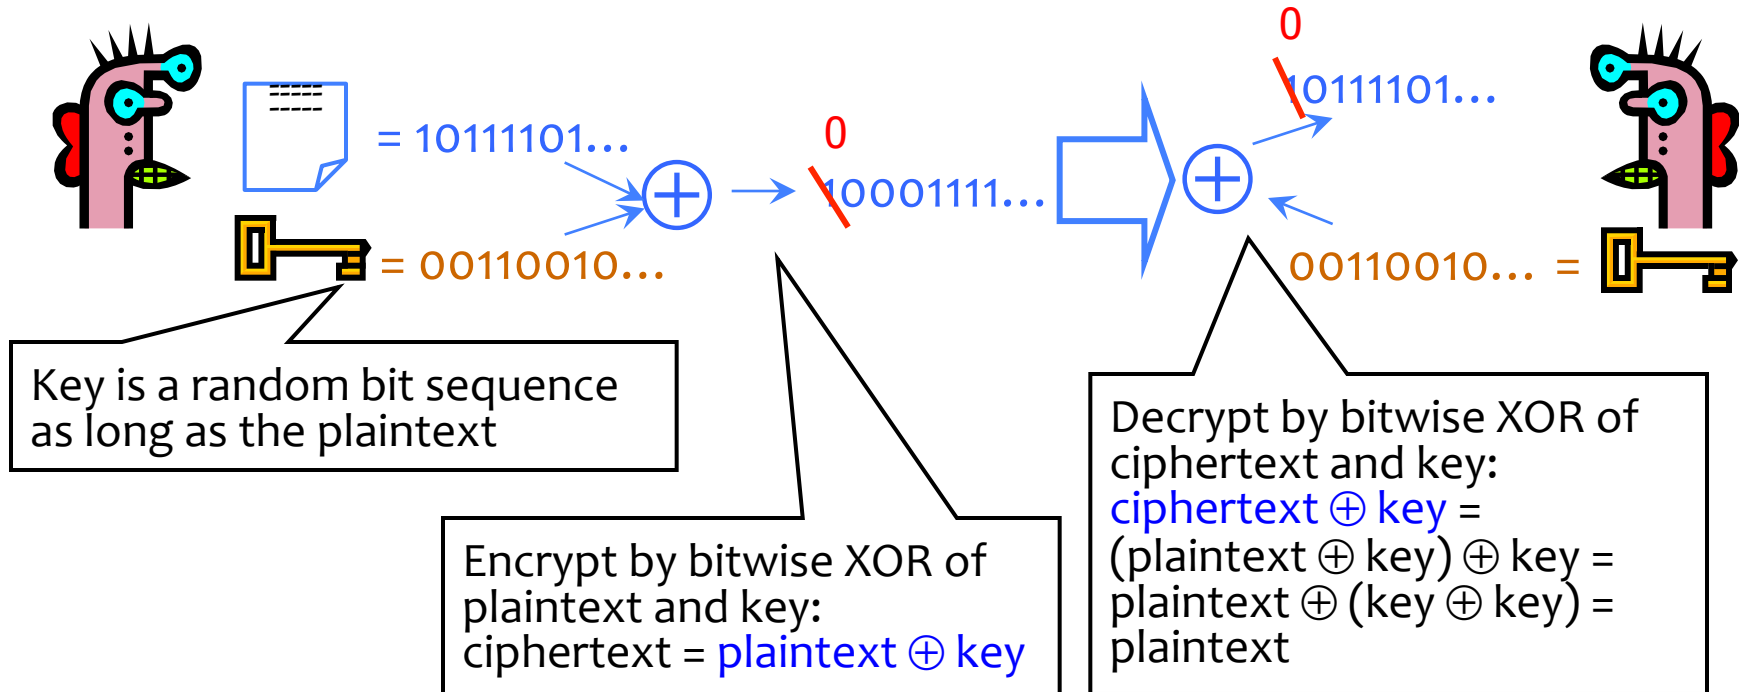 0
10111101...
= 10111101...
0
10001111...
= 00110010...
00110010... =
Key is a random bit sequence
as long as the plaintext
Encrypt by bitwise XOR of
plaintext and key:
ciphertext = plaintext ⊕ key
Decrypt by bitwise XOR of
ciphertext and key:
ciphertext ⊕ key =
(plaintext ⊕ key) ⊕ key =
plaintext ⊕ (key ⊕ key) =
plaintext